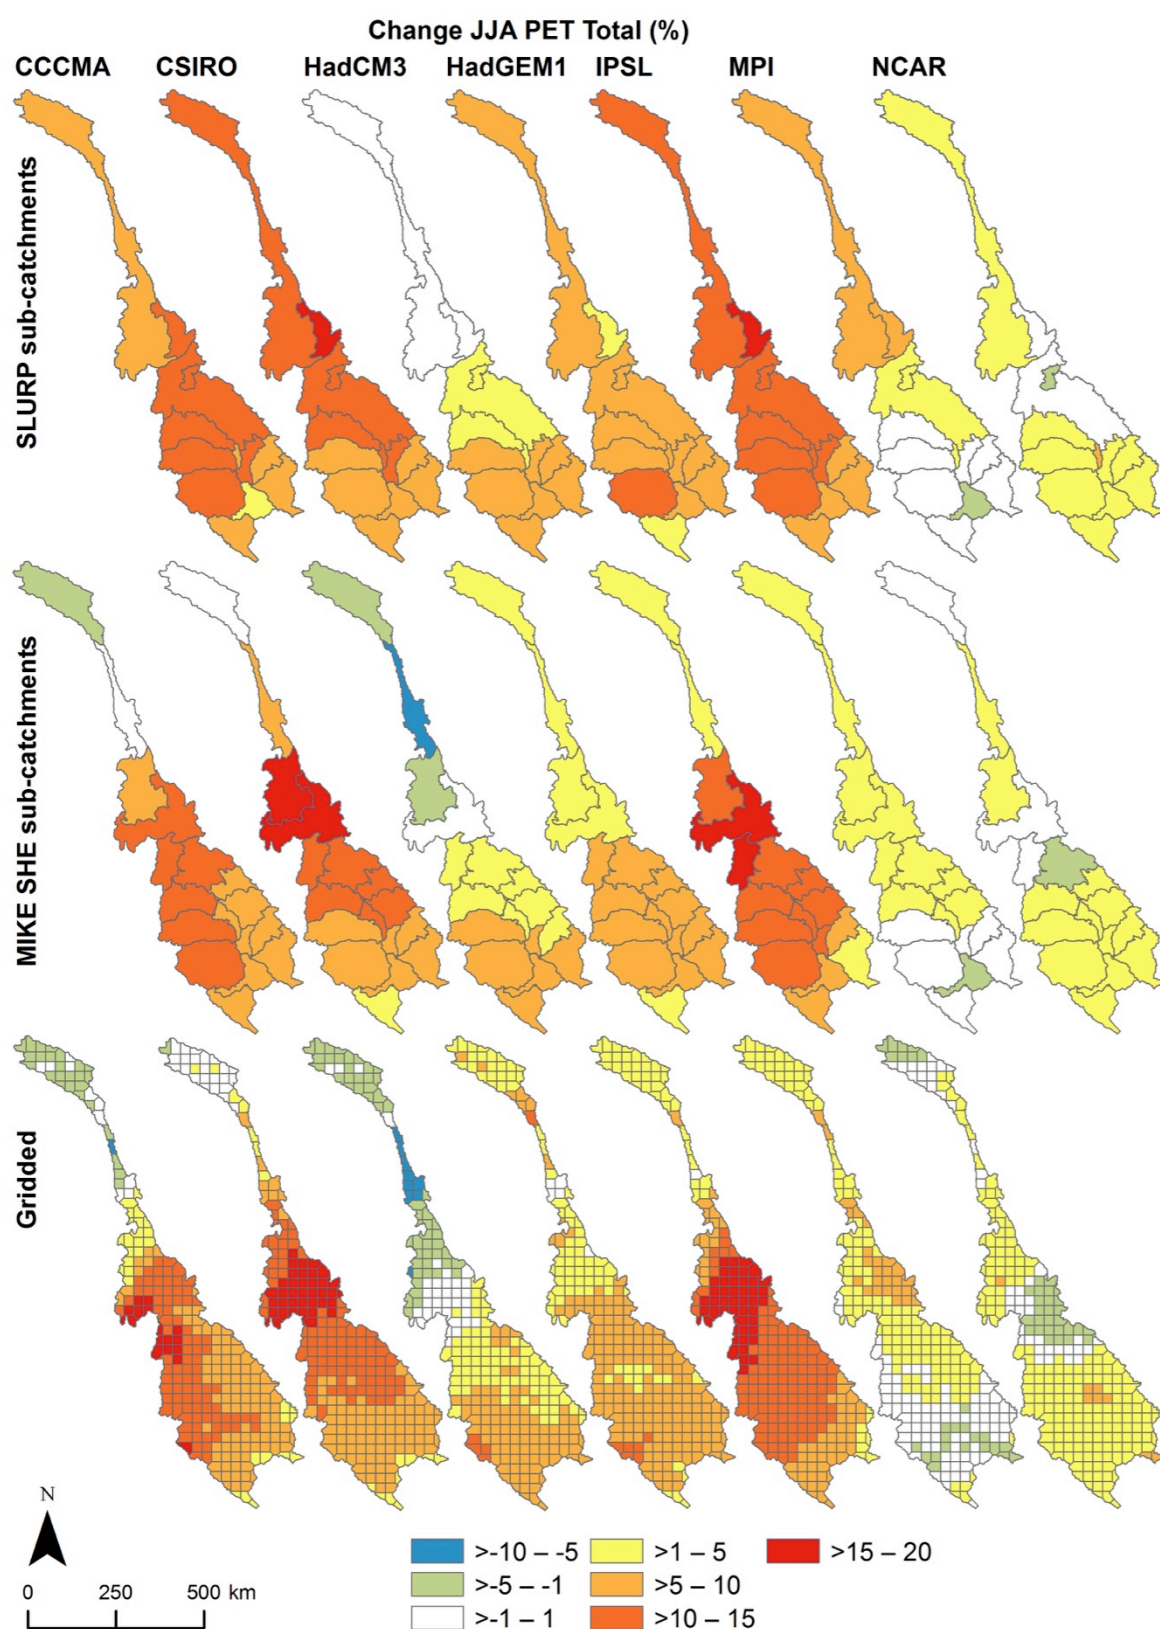 Change JJA PET Total (%)
CCCMA CSIRO HadCM3 HadGEM1 IPSL MPI NCAR
SLURP sub-catchments
MIKE SHE sub-catchments
Gridded
N
0 250 500 km
>-10 – -5 >1 – 5 >15 – 20
>-5 – -1 >5 – 10
>-1 – 1 >10 – 15